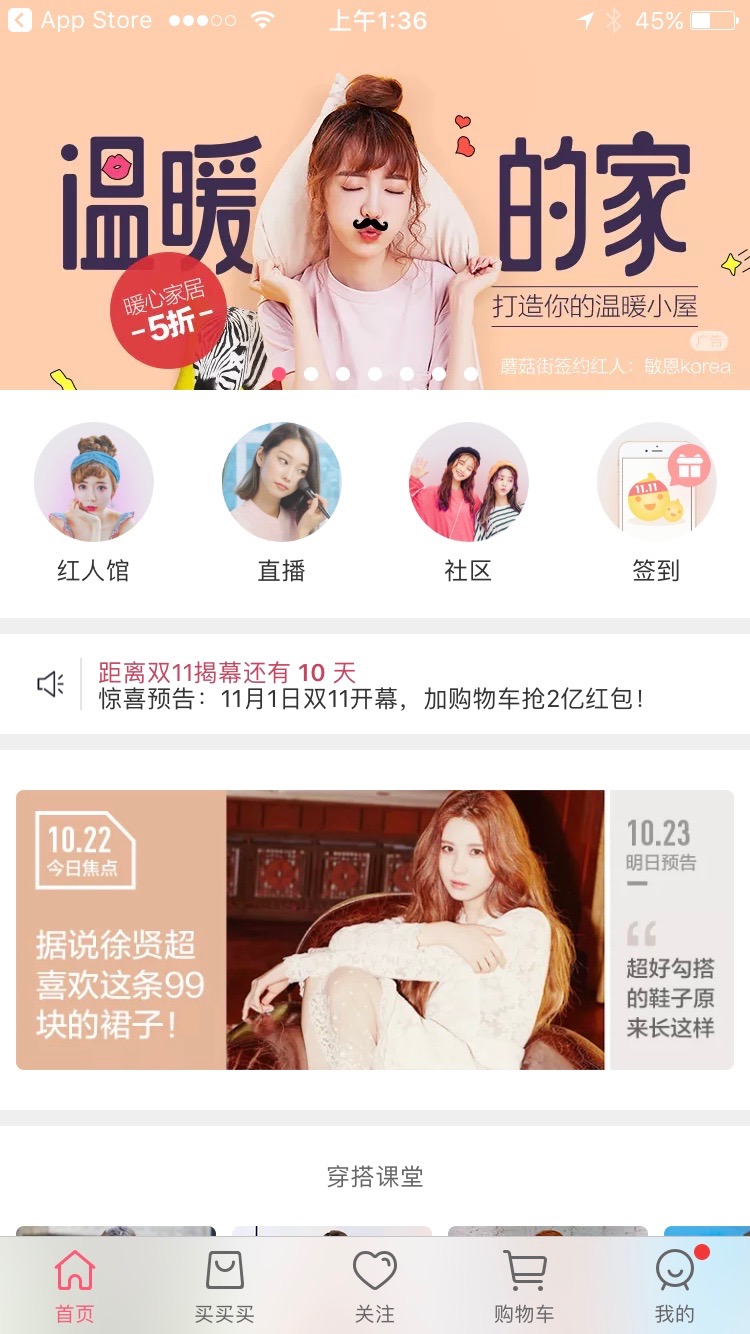 App Store
上午1:36
45%
温暖的家
暖心家居
-5折-
打造你的温暖小屋
广告
蘑菇街签约红人：敏恩korea
红人馆
直播
社区
11.11
签到
距离双11揭幕还有 10 天
惊喜预告：11月1日双11开幕，加购物车抢2亿红包！
10.22
今日焦点
据说徐贤超
喜欢这条99
块的裙子！
10.23
明日预告
“
超好勾搭
的鞋子原
来长这样
穿搭课堂
首页
买买买
关注
购物车
我的